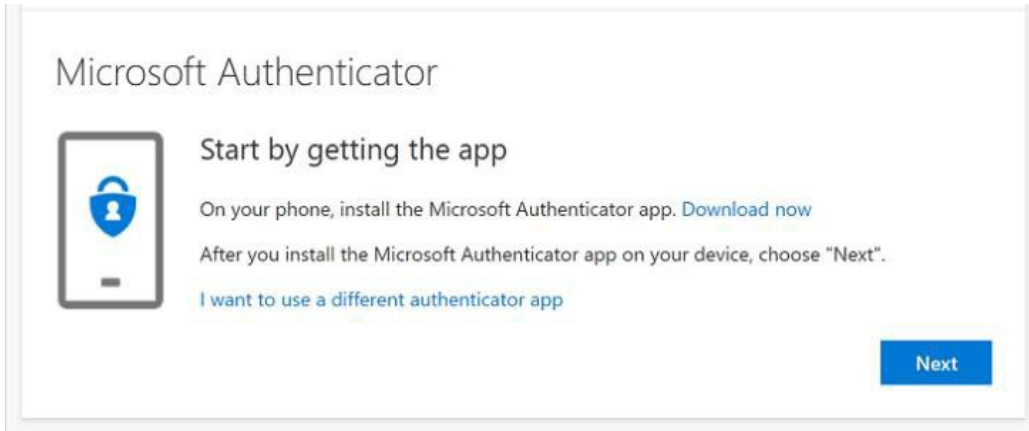 Microsoft Authenticator
Start by getting the app
On your phone, install the Microsoft Authenticator app. Download now
After you install the Microsoft Authenticator app on your device, choose "Next".
I want to use a different authenticator app
Next